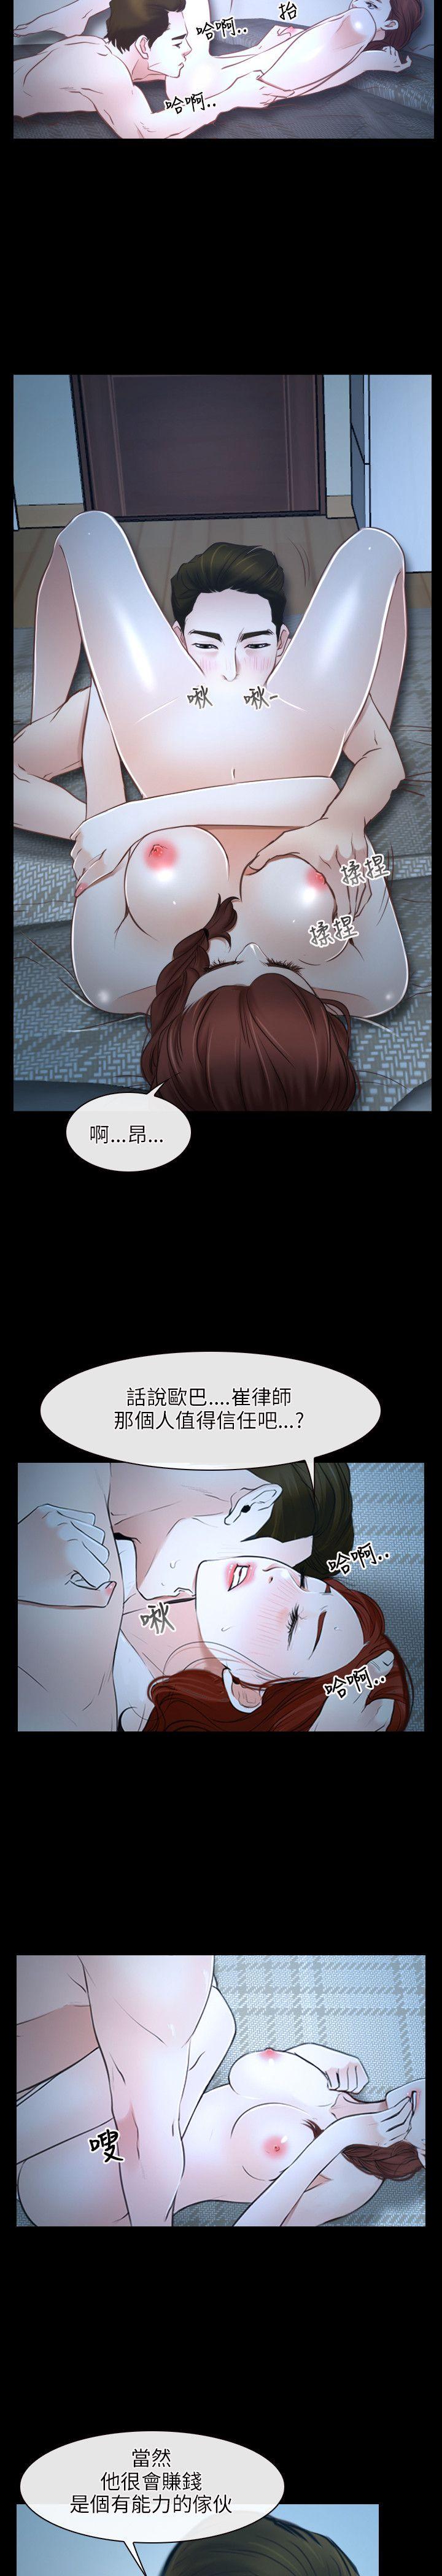 哈啊..
抬
哈啊..
啾
啾~
揉捏
揉捏
啊...昂...
話說歐巴....崔律師
那個人值得信任吧...?
哈啊..
啾
哈啊..
嗖
當然
他很會賺錢
是個有能力的傢伙